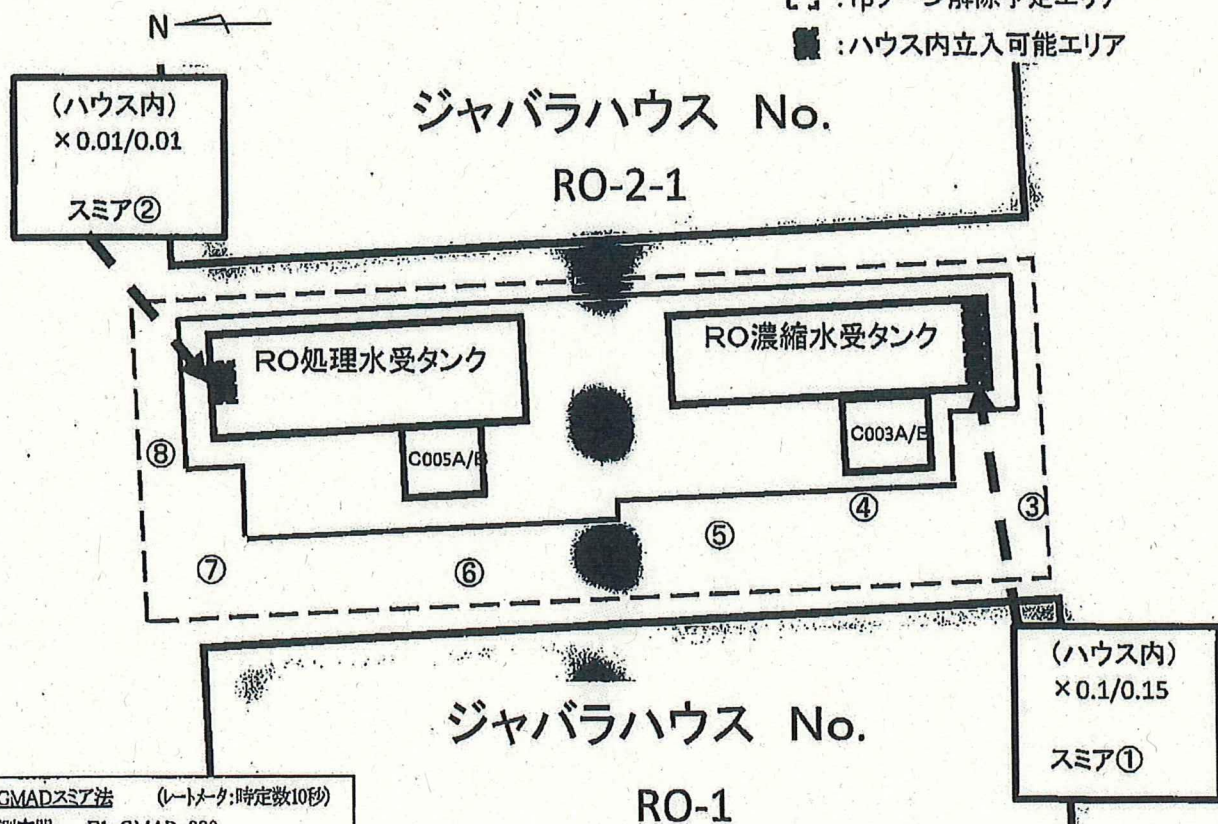 :ハウス内立入可能エリア
N
(ハウス内)
×0.01/0.01
スミア②
ジャバラハウス No.
RO-2-1
RO処理水受タンク
RO濃縮水受タンク
C005A/B
C003A/B
⑧
⑦
⑥
⑤
④
③
(ハウス内)
×0.1/0.15
スミア①
ジャバラハウス No.
RO-1
GMADスミア法 (レートメータ:時定数10秒)